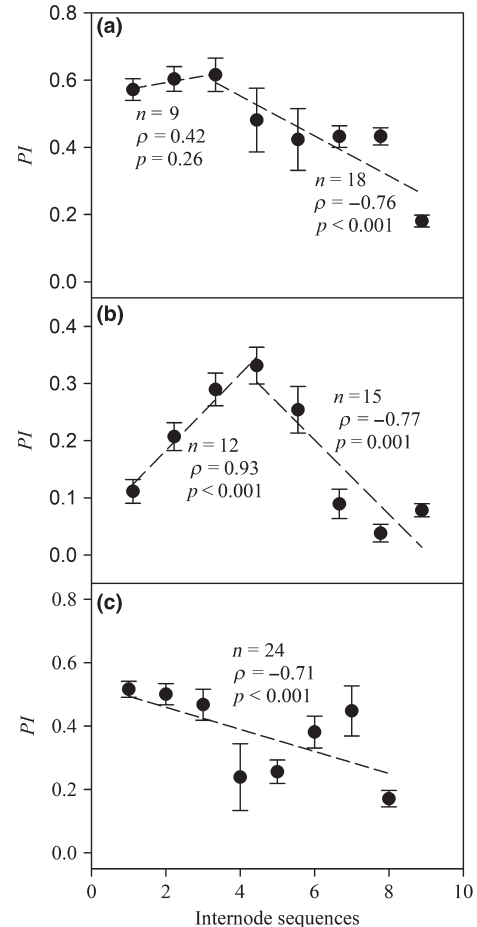 (a)
0.8
0.6
0.4
0.2
0.0
PI
n = 9
ρ = 0.42
p = 0.26
n = 18
ρ = −0.76
p < 0.001
(b)
0.4
0.3
0.1
0.0
PI
n = 12
ρ = 0.93
p < 0.001
n = 15
ρ = −0.77
p = 0.001
(c)
0.8
0.6
0.4
0.2
0.0
PI
n = 24
ρ = −0.71
p < 0.001
0 2 4 6 8 10
Internode sequences